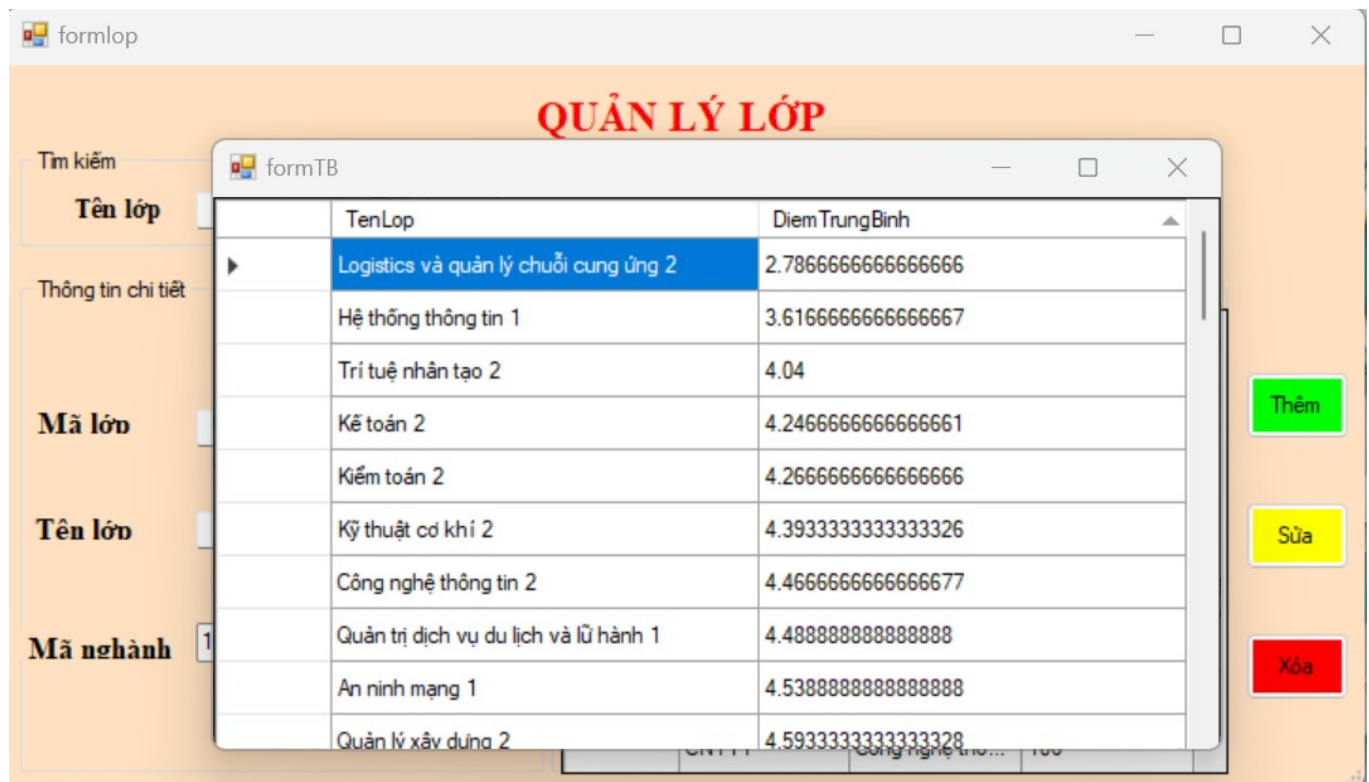 formlop
QUẢN LÝ LỚP
Tìm kiếm
Tên lớp
formTB
TenLop DiemTrungBinh
Logistics và quản lý chuỗi cung ứng 2 2.7866666666666666
Hệ thống thông tin 1 3.6166666666666667
Trí tuệ nhân tạo 2 4.04
Kế toán 2 4.2466666666666661
Kiểm toán 2 4.2666666666666666
Kỹ thuật cơ khí 2 4.3933333333333326
Công nghệ thông tin 2 4.4666666666666677
Quản trị dịch vụ du lịch và lữ hành 1 4.488888888888888
An ninh mạng 1 4.5388888888888888
Quản lý xây dựng 2 4.5933333333333328
Thông tin chi tiết
Mã lớp
Tên lớp
Mã nghành 1
Thêm
Sửa
Xóa